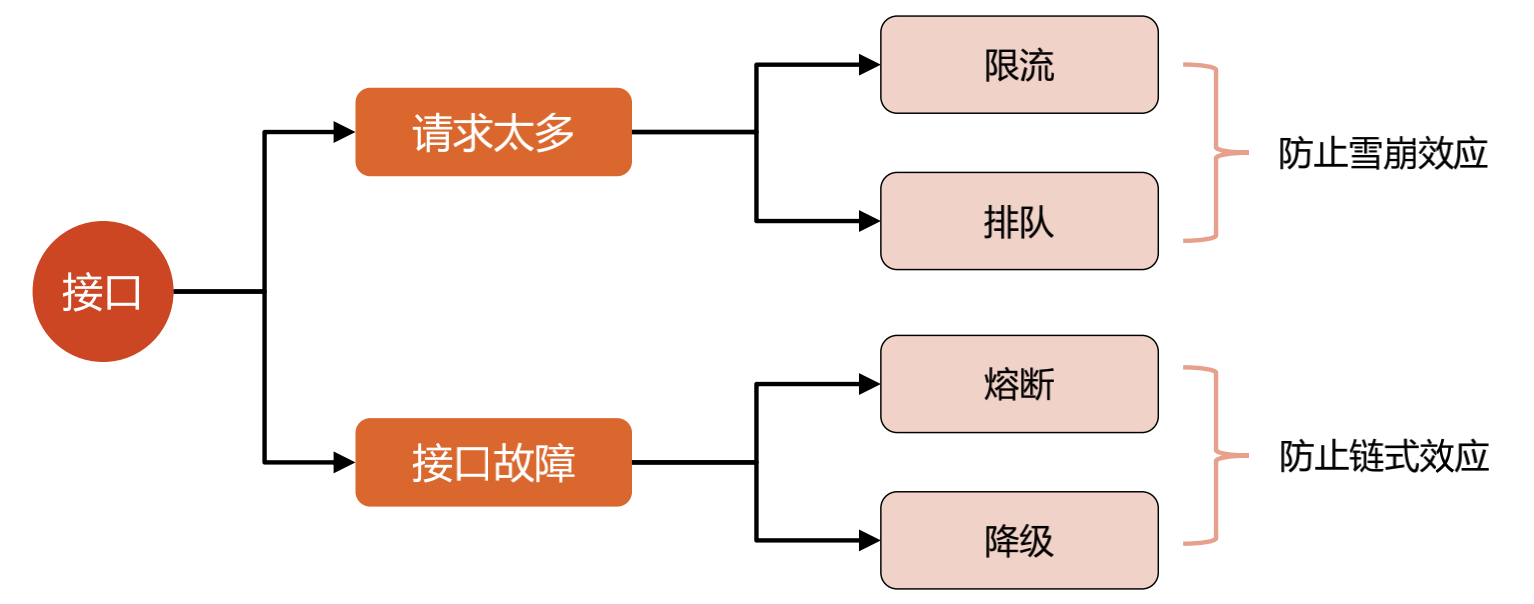 接口
请求太多
限流
排队
防止雪崩效应
接口故障
熔断
降级
防止链式效应